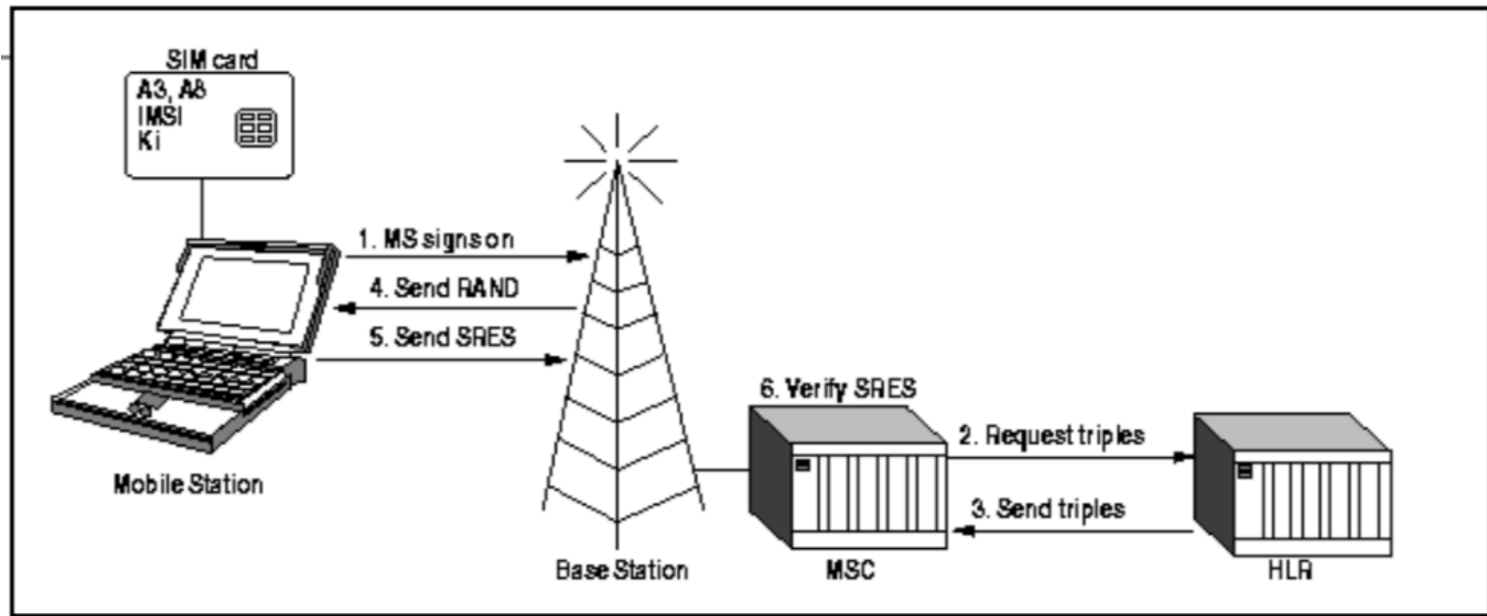 SIM card
A3, A8
IMSI
Ki
1. MS signs on
4. Send RAND
5. Send SRES
6. Verify SRES
2. Request triples
3. Send triples
Mobile Station
Base Station
MSC
HLR